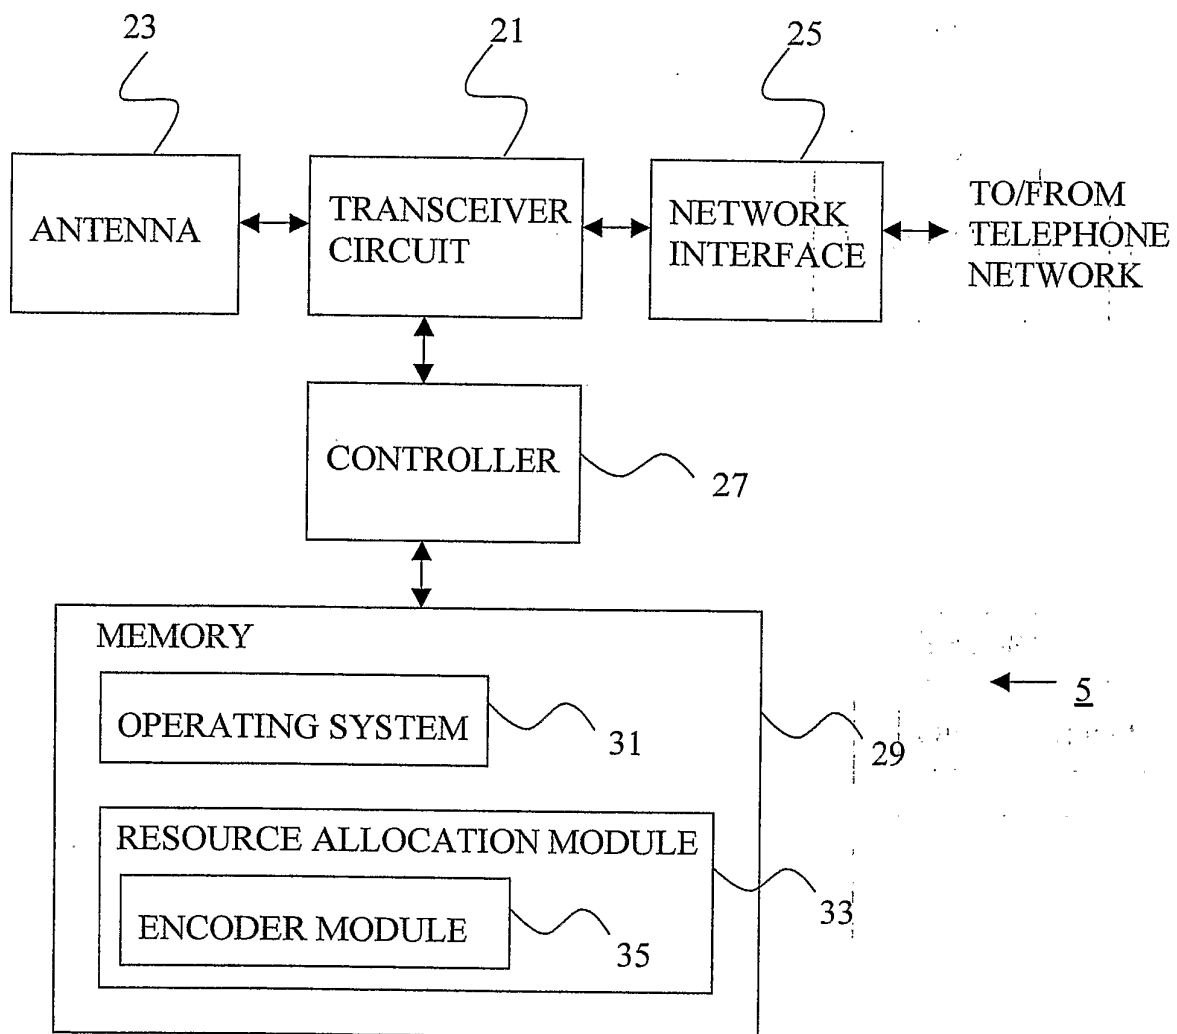 23
21
25
ANTENNA
TRANSCEIVER
CIRCUIT
NETWORK
INTERFACE
TO/FROM
TELEPHONE
NETWORK
CONTROLLER
27
MEMORY
OPERATING SYSTEM
31
29
5
RESOURCE ALLOCATION MODULE
33
ENCODER MODULE
35